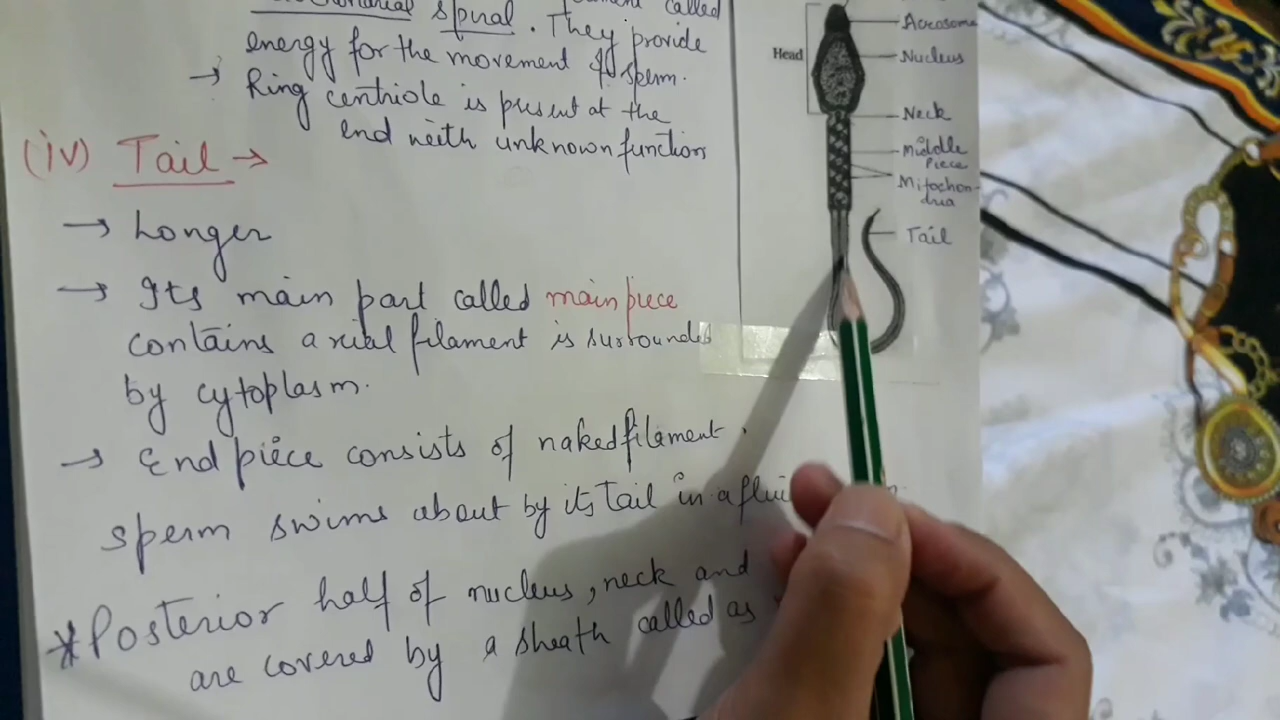 spiral. called
energy for the movement of sperm. They provide
→ Ring centriole is present at the
end with unknown functions
(iv) Tail →
→ Longer
→ Its main part called main piece
contains axial filament is surrounded
by cytoplasm.
→ End piece consists of naked filament.
sperm swims about by its tail in a
* Posterior half of nucleus, neck and
are covered by a sheath called as
Head
Acrosome
Nucleus
Neck
Middle
Piece
Mitochon-
dria
Tail